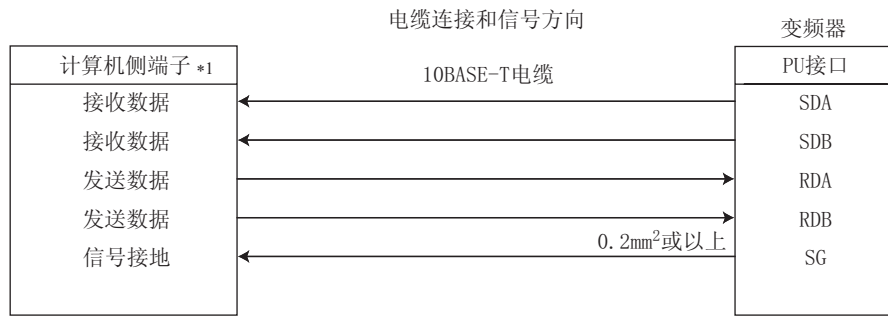 电缆连接和信号方向
变频器
计算机侧端子 *1
10BASE-T电缆
PU接口
接收数据
SDA
接收数据
SDB
发送数据
RDA
发送数据
RDB
0.2mm²或以上
信号接地
SG